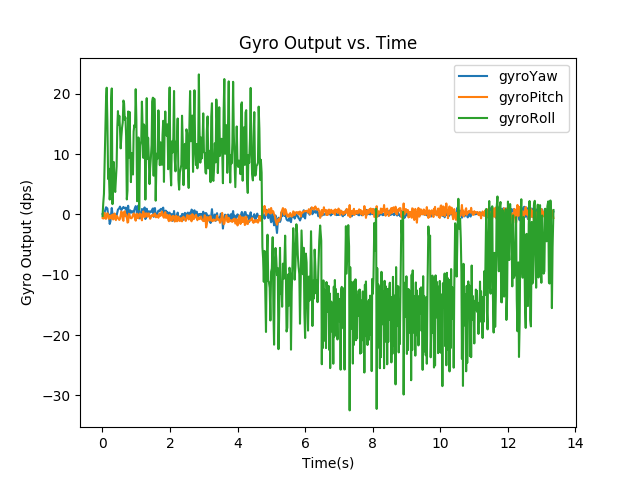 Gyro Output vs. Time
gyroYaw
gyroPitch
gyroRoll
Gyro Output (dps)
20
10
0
−10
−20
−30
0 2 4 6 8 10 12 14
Time(s)